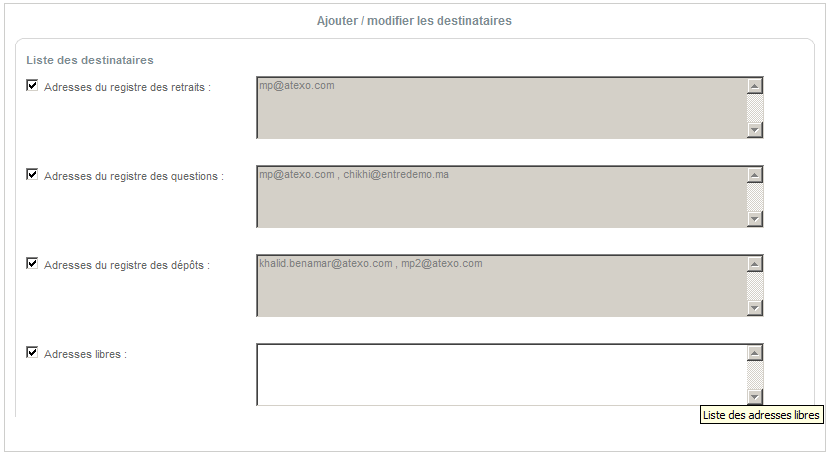 Ajouter / modifier les destinataires
Liste des destinataires
Adresses du registre des retraits :
mp@atexo.com
Adresses du registre des questions :
mp@atexo.com , chikhi@entredemo.ma
Adresses du registre des dépôts :
khalid.benamar@atexo.com , mp2@atexo.com
Adresses libres :
Liste des adresses libres